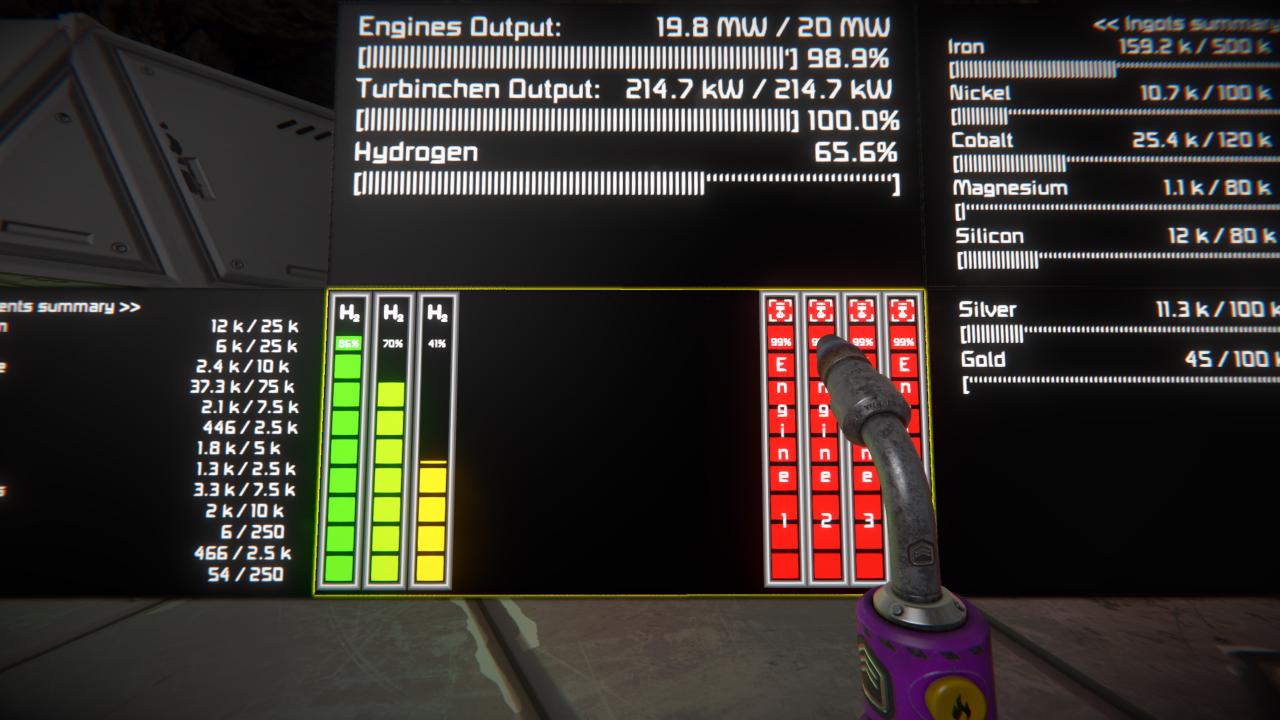 Engines Output: 19.8 MW / 20 MW
98.9%
Turbinchen Output: 214.7 kW / 214.7 kW
100.0%
Hydrogen 65.6%
<< Ingots summary
Iron 159.2 k / 500 k
Nickel 10.7 k / 100 k
Cobalt 25.4 k / 120 k
Magnesium 1.1 k / 80 k
Silicon 12 k / 80 k
Silver 11.3 k / 100 k
Gold 45 / 100 k
ents summary >>
12 k / 25 k
6 k / 25 k
2.4 k / 10 k
37.3 k / 75 k
2.1 k / 7.5 k
446 / 2.5 k
1.8 k / 5 k
1.3 k / 2.5 k
3.3 k / 7.5 k
2 k / 10 k
6 / 250
466 / 2.5 k
54 / 250
H2 H2 H2
86% 70% 41%
99% 99% 99%
Engine 1
Engine 2
Engine 3
En